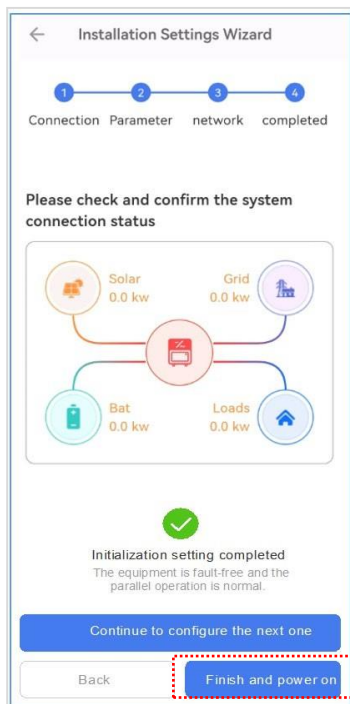 Installation Settings Wizard
1 2 3 4
Connection Parameter network completed
Please check and confirm the system
connection status
Solar Grid
0.0 kw 0.0 kw
Bat Loads
0.0 kw 0.0 kw
Initialization setting completed
The equipment is fault-free and the
parallel operation is normal.
Continue to configure the next one
Back Finish and power on